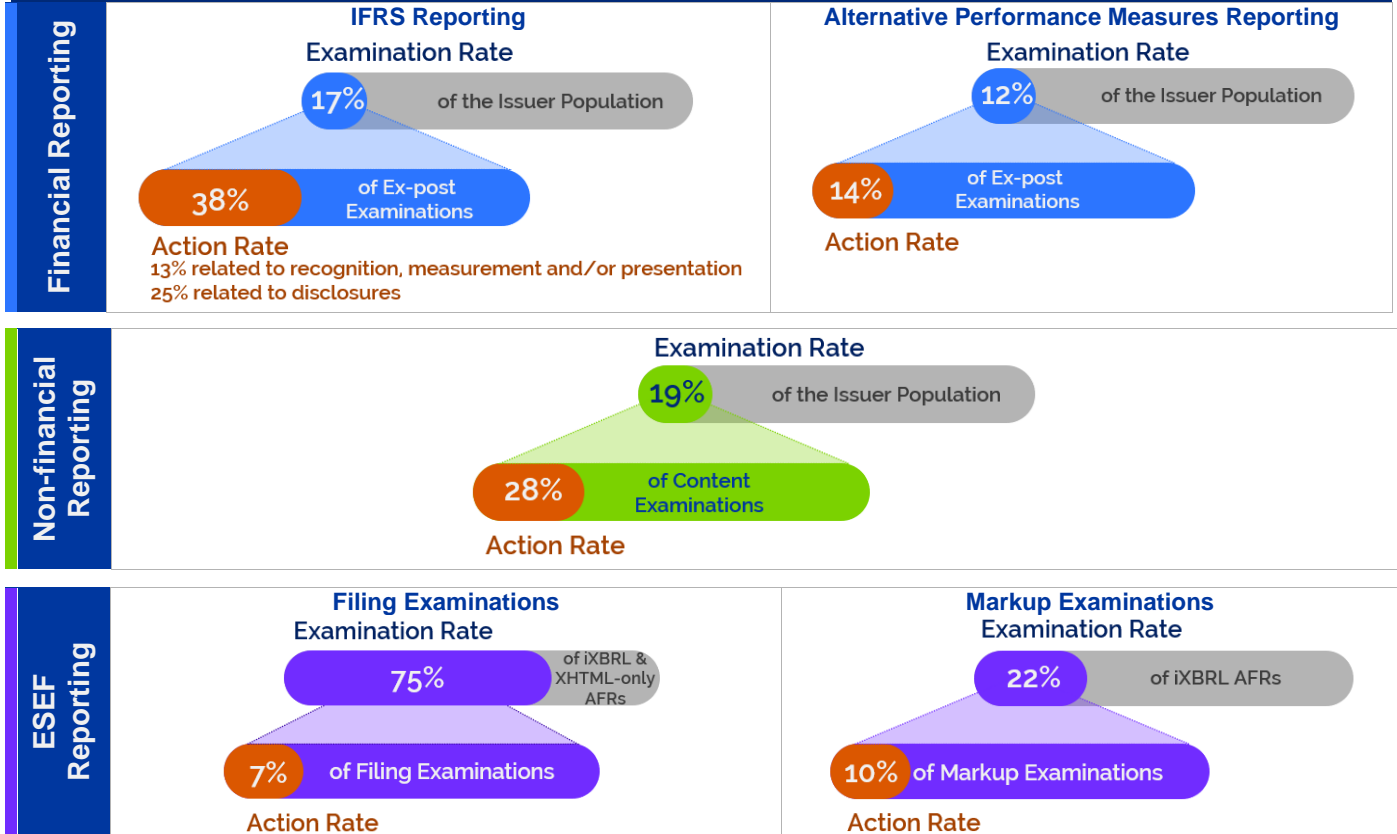 Financial Reporting
IFRS Reporting
Examination Rate
17%
of the Issuer Population
38%
of Ex-post
Examinations
Action Rate
13% related to recognition, measurement and/or presentation
25% related to disclosures
Alternative Performance Measures Reporting
Examination Rate
12%
of the Issuer Population
14%
of Ex-post
Examinations
Action Rate
Non-financial
Reporting
Examination Rate
19%
of the Issuer Population
28%
of Content
Examinations
Action Rate
ESEF
Reporting
Filing Examinations
Examination Rate
75%
of iXBRL &
XHTML-only
AFRs
7%
of Filing Examinations
Action Rate
Markup Examinations
Examination Rate
22%
of iXBRL AFRs
10%
of Markup Examinations
Action Rate